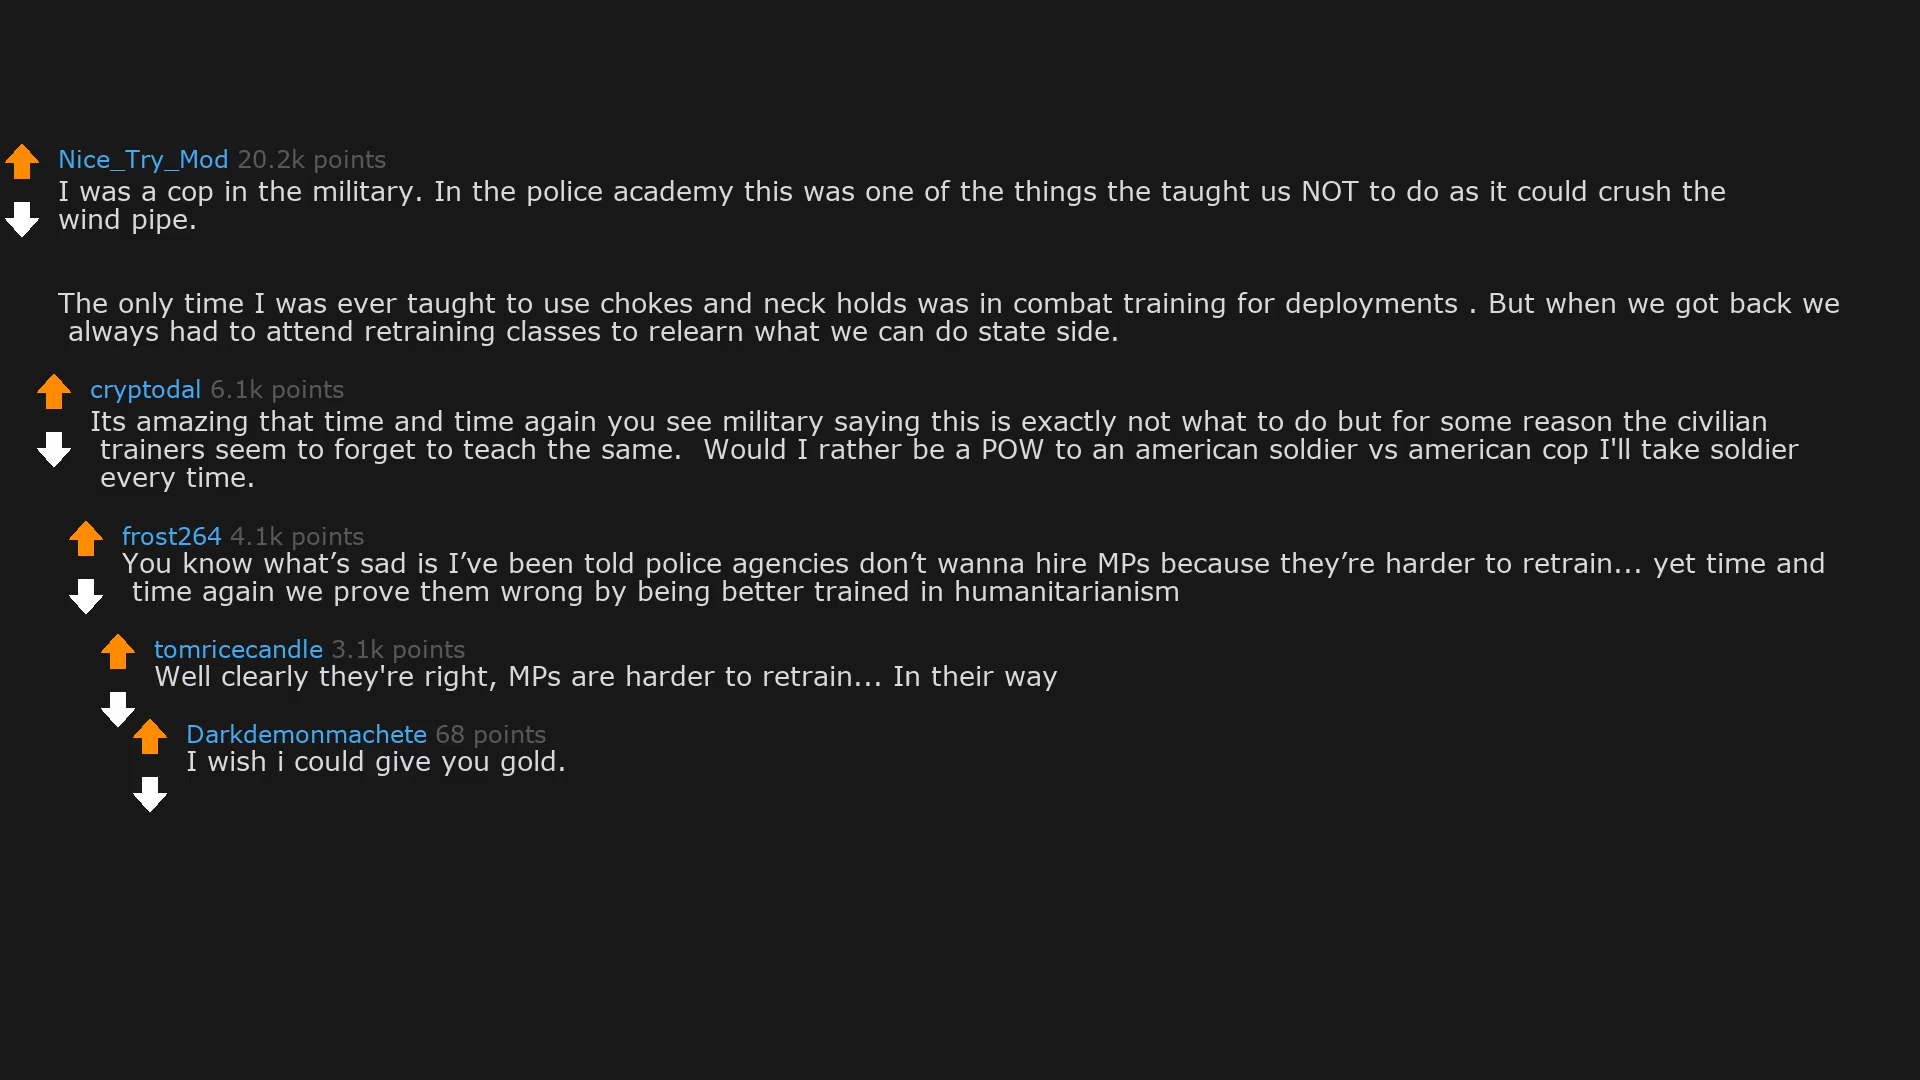 Nice_Try_Mod 20.2k points
I was a cop in the military. In the police academy this was one of the things the taught us NOT to do as it could crush the
wind pipe.
The only time I was ever taught to use chokes and neck holds was in combat training for deployments . But when we got back we
always had to attend retraining classes to relearn what we can do state side.
cryptodal 6.1k points
Its amazing that time and time again you see military saying this is exactly not what to do but for some reason the civilian
trainers seem to forget to teach the same.  Would I rather be a POW to an american soldier vs american cop I'll take soldier
every time.
frost264 4.1k points
You know what’s sad is I’ve been told police agencies don’t wanna hire MPs because they’re harder to retrain... yet time and
time again we prove them wrong by being better trained in humanitarianism
tomricecandle 3.1k points
Well clearly they're right, MPs are harder to retrain... In their way
Darkdemonmachete 68 points
I wish i could give you gold.